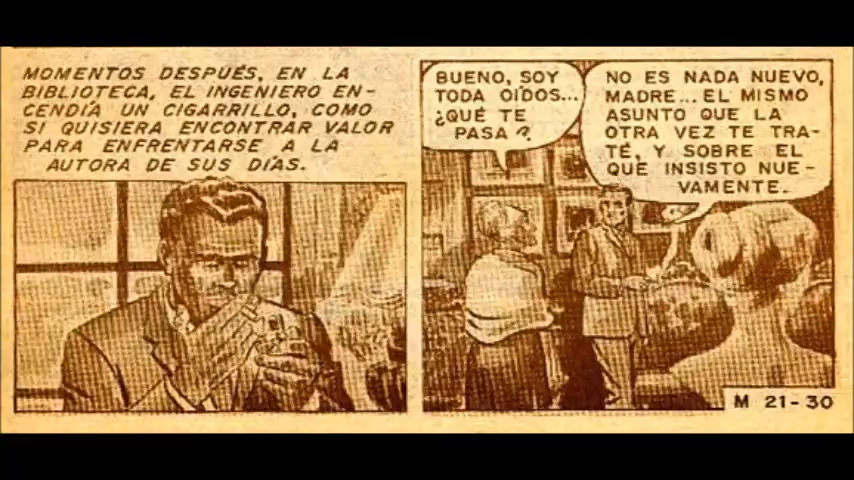 MOMENTOS DESPUÉS, EN LA
BIBLIOTECA, EL INGENIERO EN-
CENDÍA UN CIGARRILLO, COMO
SI QUISIERA ENCONTRAR VALOR
PARA ENFRENTARSE A LA
AUTORA DE SUS DÍAS.
BUENO, SOY
TODA OÍDOS...
¿QUÉ TE
PASA?
NO ES NADA NUEVO,
MADRE... EL MISMO
ASUNTO QUE LA
OTRA VEZ TE TRA-
TÉ, Y SOBRE EL
QUE INSISTO NUE-
VAMENTE.
M 21-30